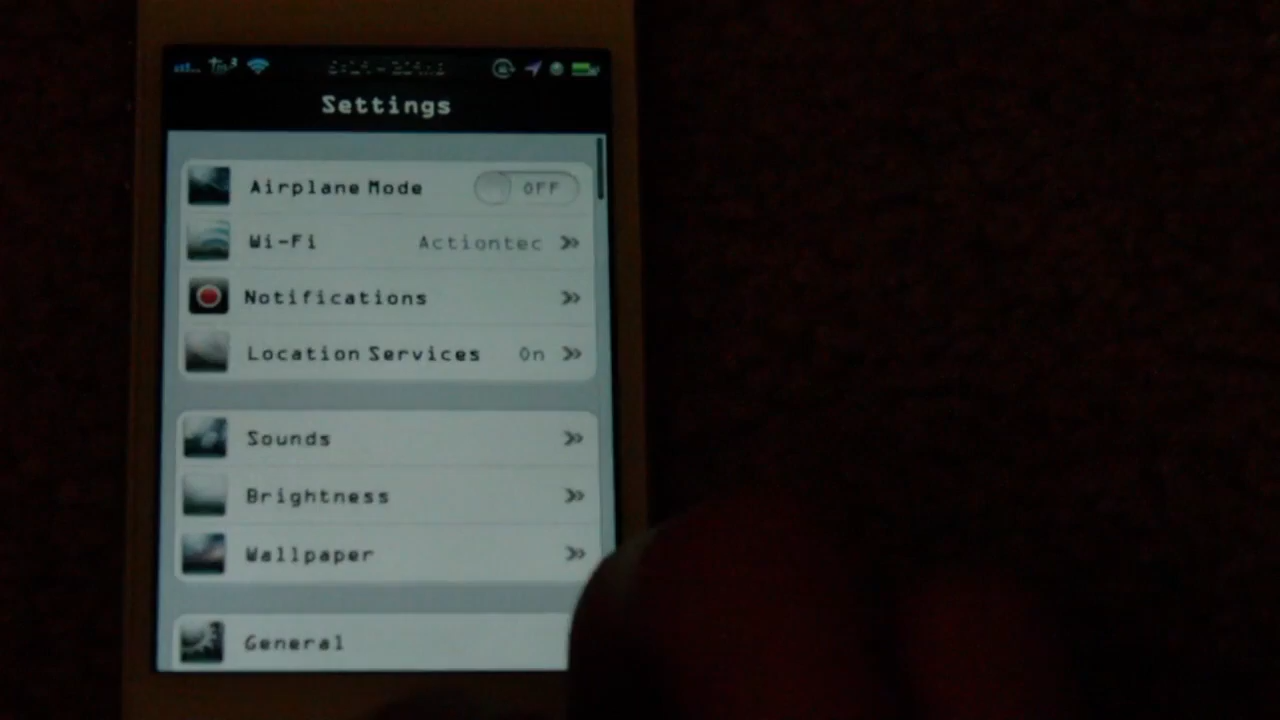 Settings
Airplane Mode OFF
Wi-Fi Actiontec
Notifications
Location Services On
Sounds
Brightness
Wallpaper
General